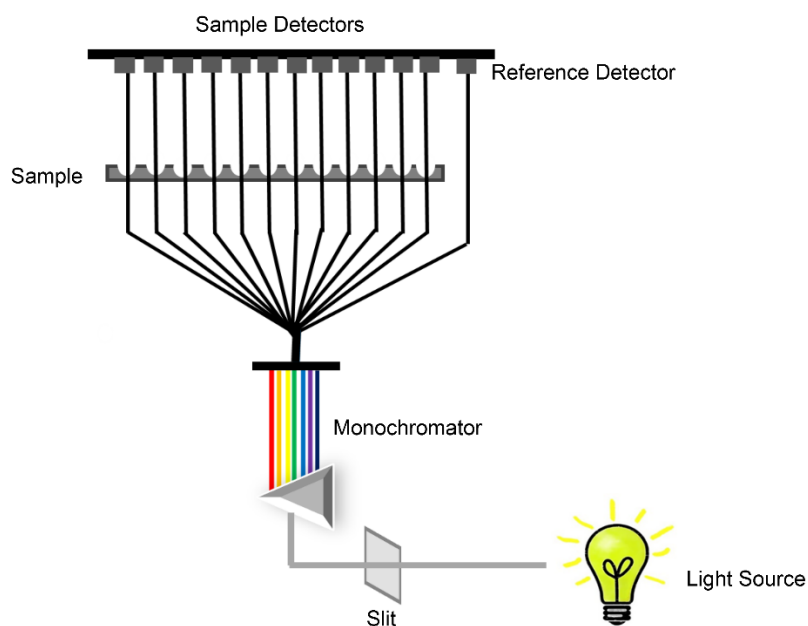 Sample Detectors
Reference Detector
Sample
Monochromator
Light Source
Slit